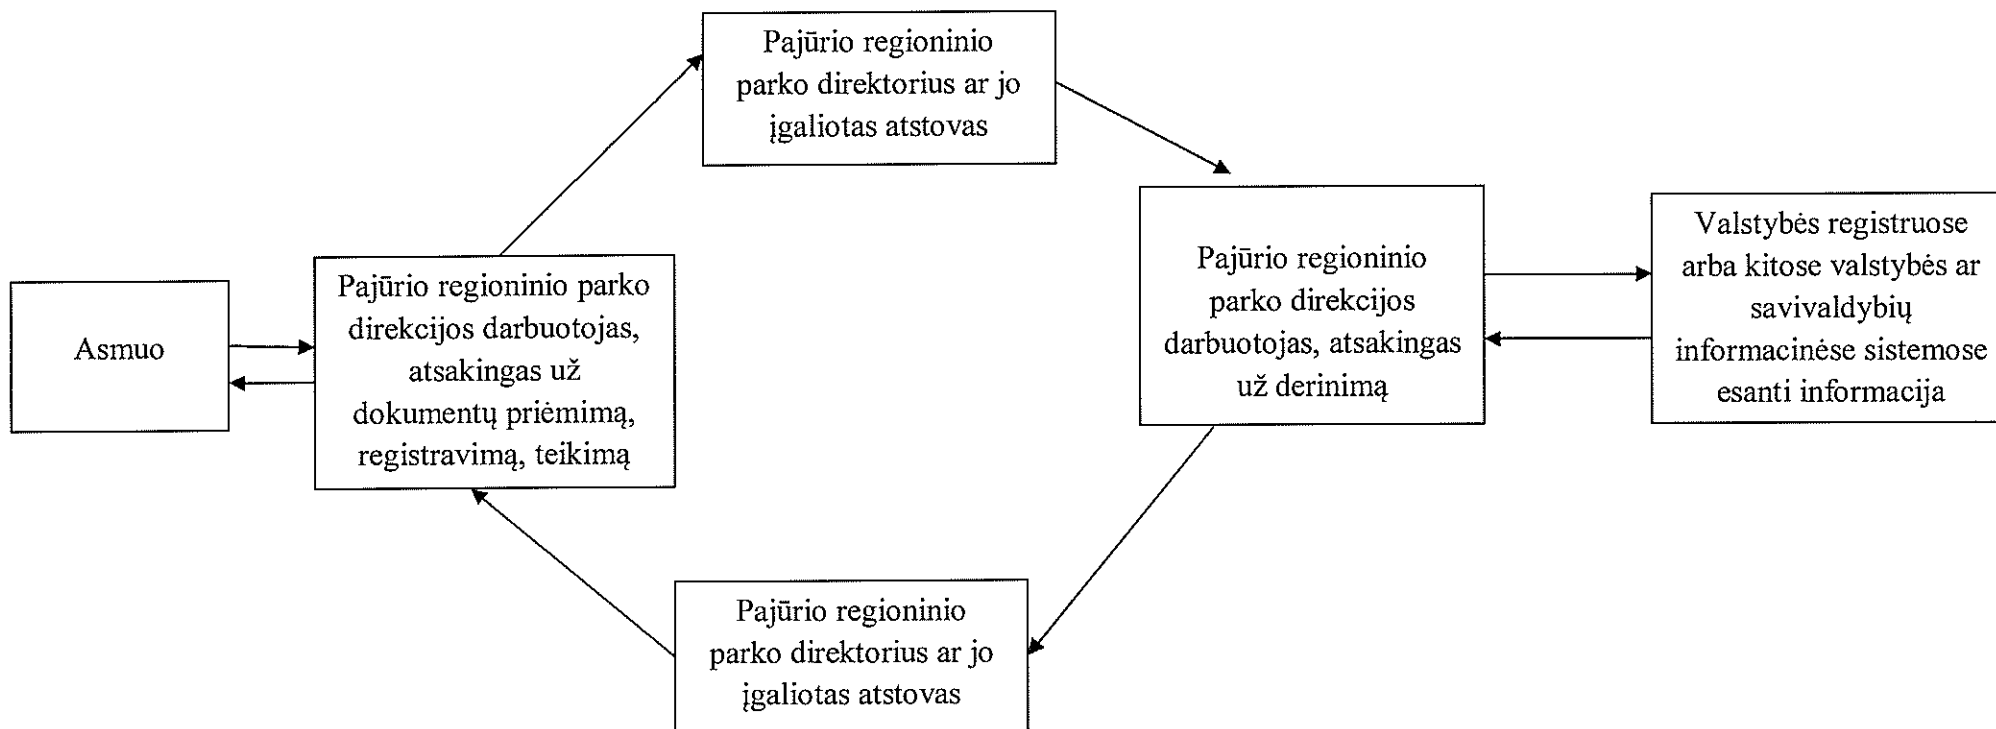 Pajūrio regioninio
parko direktorius ar jo
įgaliotas atstovas
Asmuo
Pajūrio regioninio parko
direkcijos darbuotojas,
atsakingas už
dokumentų priėmimą,
registravimą, teikimą
Pajūrio regioninio
parko direkcijos
darbuotojas, atsakingas
už derinimą
Valstybės registruose
arba kitose valstybės ar
savivaldybių
informacinėse sistemose
esanti informacija
Pajūrio regioninio
parko direktorius ar jo
įgaliotas atstovas